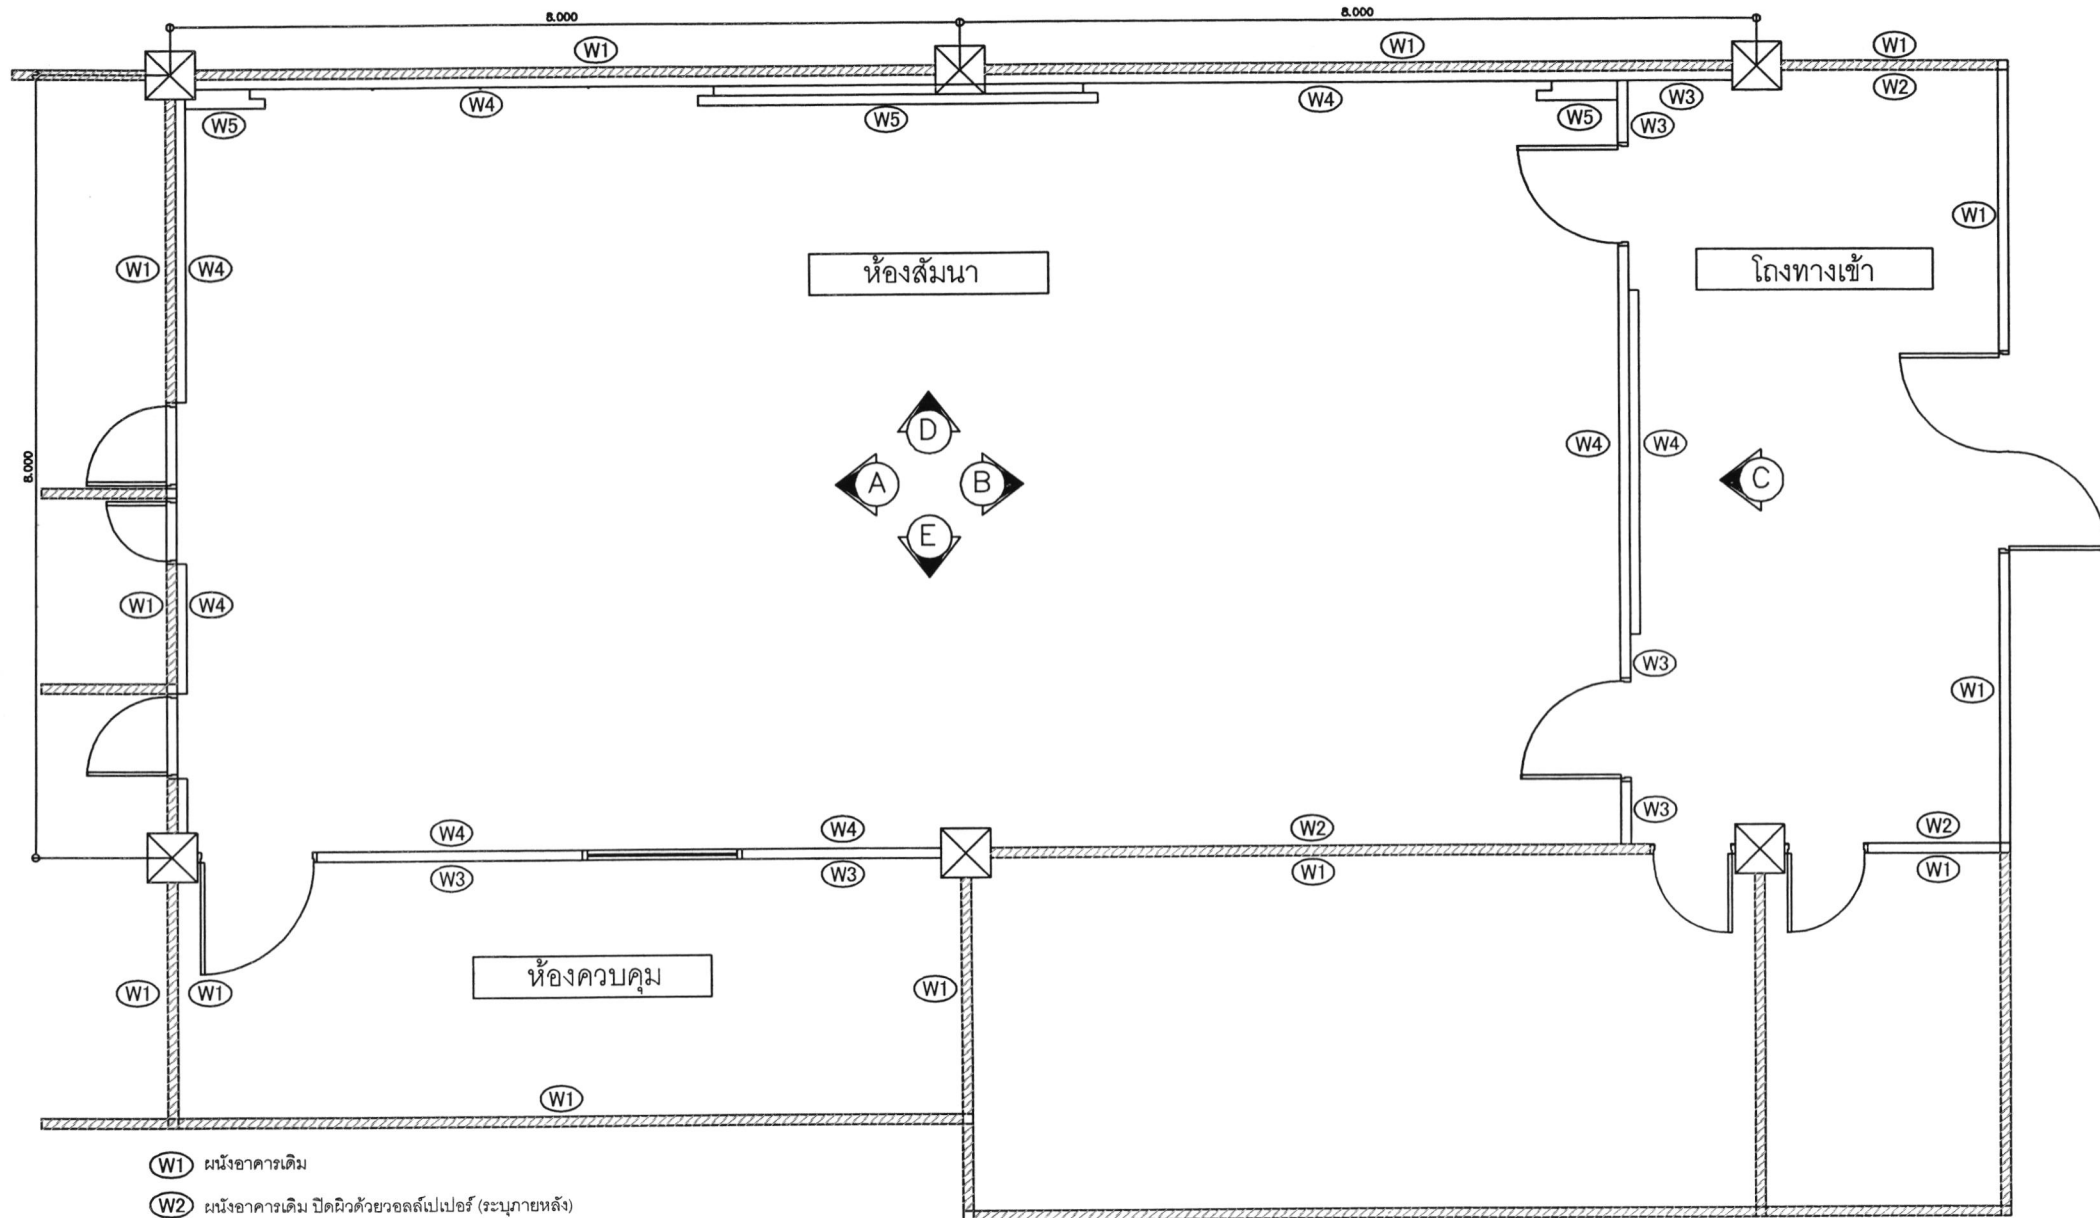 8.000 8.000
W1 W1 W1
W4 W4 W3 W2
W5 W5 W5 W3
W1
W1 W4 ห้องสัมนา โถงทางเข้า
D
W4 W4
A B C
E
W1 W4
W3
W1
8.000
W3
W4 W4 W2 W2
W3 W3 W1 W1
ห้องควบคุม
W1 W1 W1
W1
W1 ผนังอาคารเดิม
W2 ผนังอาคารเดิม ปิดผิวด้วยวอลล์เปเปอร์ (ระบุภายหลัง)